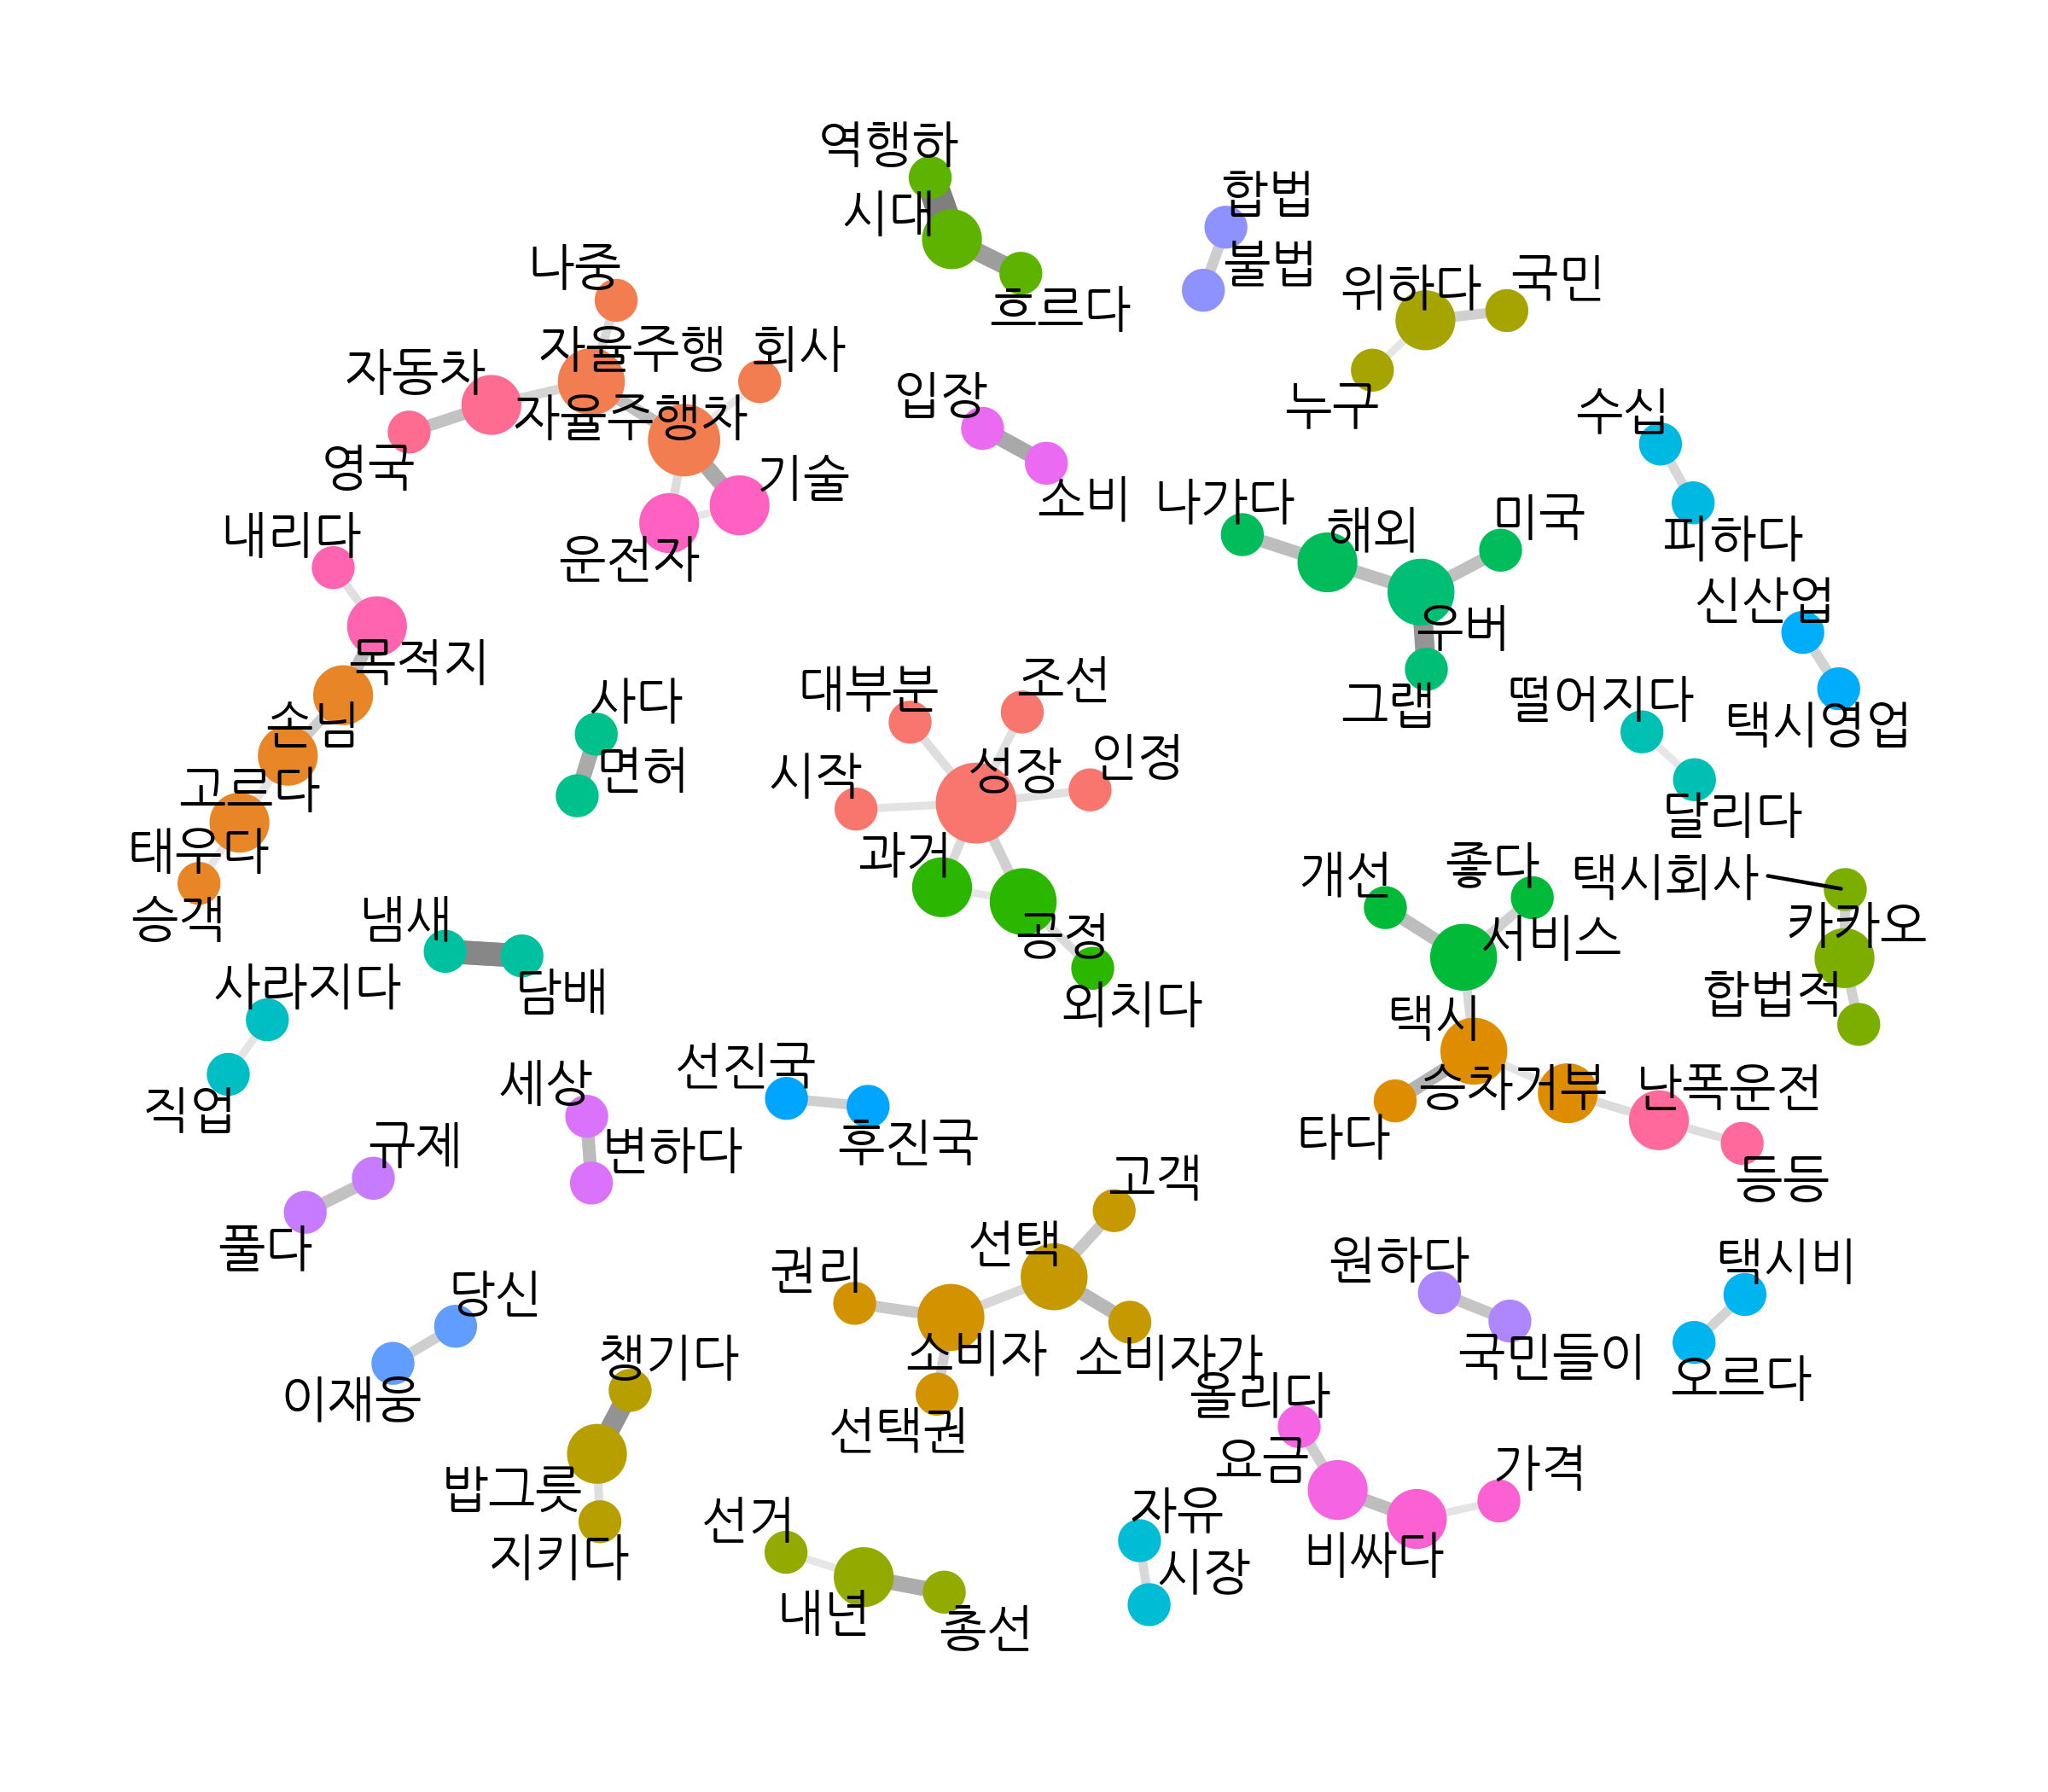 역행하
시대
흐르다
합법
불법
위하다
국민
누구
나중
자율주행
회사
자동차
자율주행차
영국
기술
운전자
입장
소비
수십
피하다
나가다
해외
미국
우버
그랩
내리다
목적지
손님
고르다
태우다
승객
신산업
택시영업
사다
면허
대부분
조선
시작
성장
인정
과거
공정
외치다
떨어지다
달리다
개선
좋다
서비스
택시회사
카카오
합법적
냄새
담배
사라지다
직업
택시
승차거부
난폭운전
타다
등등
세상
변하다
선진국
후진국
규제
풀다
고객
선택
권리
소비자
소비자가
선택권
원하다
국민들이
택시비
오르다
당신
이재웅
챙기다
밥그릇
지키다
올리다
요금
가격
비싸다
선거
내년
총선
자유
시장